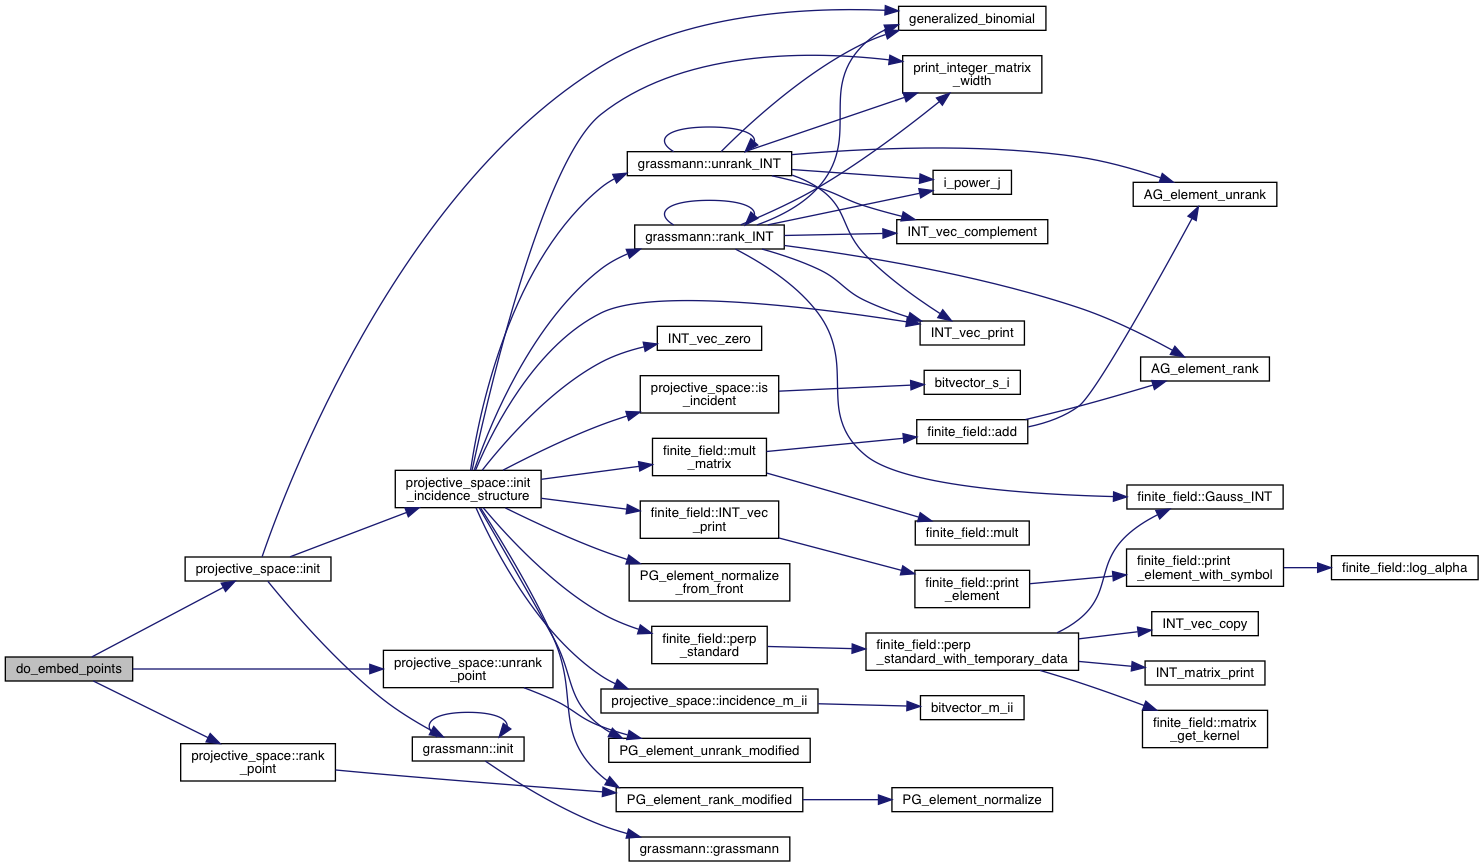 do_embed_points
projective_space::init
projective_space::unrank
_point
projective_space::rank
_point
projective_space::init
_incidence_structure
grassmann::init
grassmann::unrank_INT
grassmann::rank_INT
INT_vec_zero
projective_space::is
_incident
finite_field::mult
_matrix
finite_field::INT_vec
_print
PG_element_normalize
_from_front
finite_field::perp
_standard
projective_space::incidence_m_ii
PG_element_unrank_modified
PG_element_rank_modified
grassmann::grassmann
generalized_binomial
print_integer_matrix
_width
i_power_j
INT_vec_complement
INT_vec_print
bitvector_s_i
finite_field::add
finite_field::mult
finite_field::print
_element
finite_field::perp
_standard_with_temporary_data
bitvector_m_ii
PG_element_normalize
AG_element_unrank
AG_element_rank
finite_field::Gauss_INT
finite_field::print
_element_with_symbol
INT_vec_copy
INT_matrix_print
finite_field::matrix
_get_kernel
finite_field::log_alpha